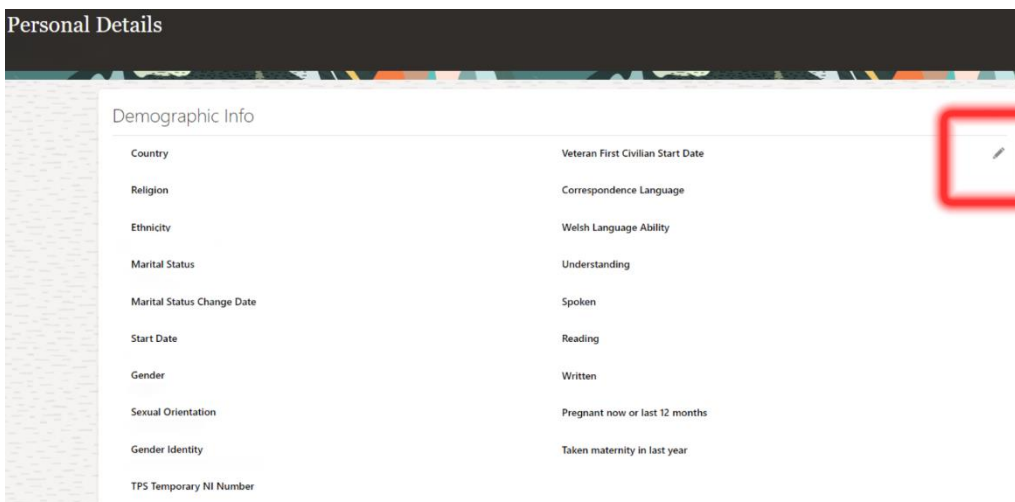 Personal Details
Demographic Info
Country
Religion
Ethnicity
Marital Status
Marital Status Change Date
Start Date
Gender
Sexual Orientation
Gender Identity
TPS Temporary NI Number
Veteran First Civilian Start Date
Correspondence Language
Welsh Language Ability
Understanding
Spoken
Reading
Written
Pregnant now or last 12 months
Taken maternity in last year